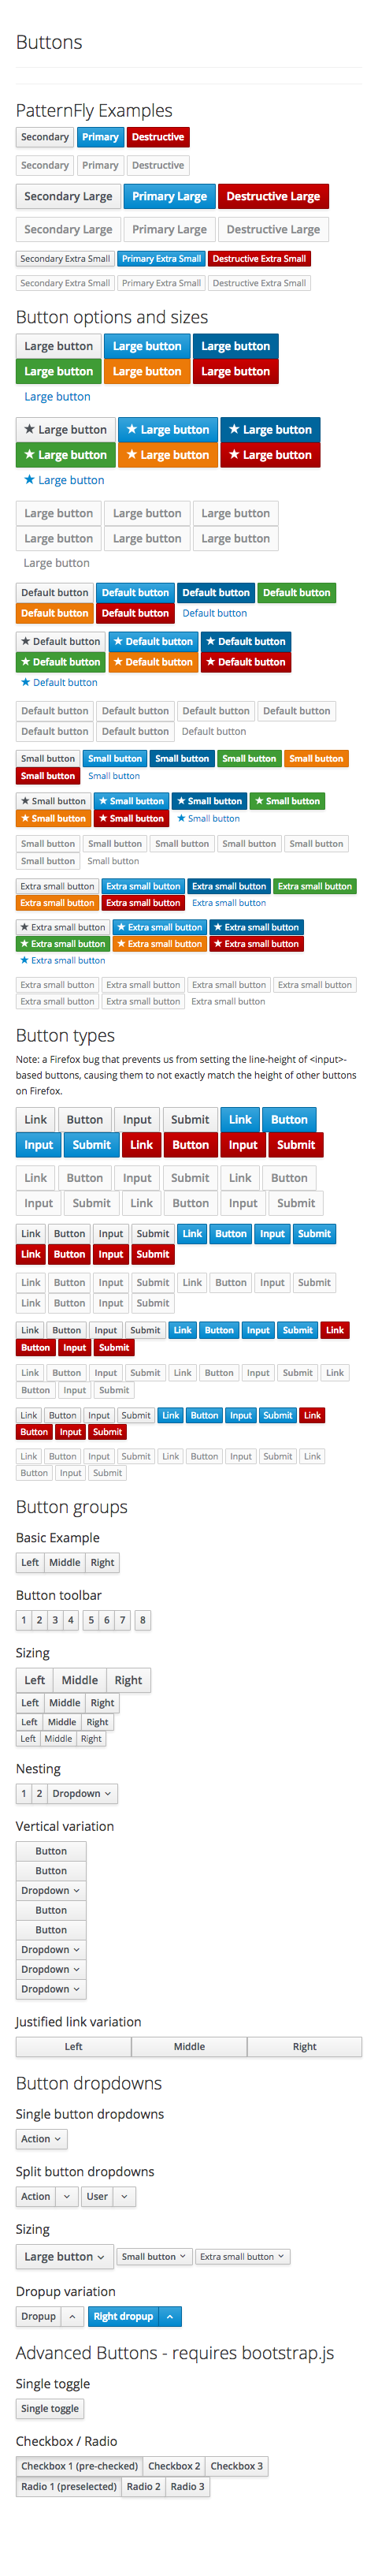 Buttons
PatternFly Examples
Secondary Primary Destructive
Secondary Primary Destructive
Secondary Large Primary Large Destructive Large
Secondary Large Primary Large Destructive Large
Secondary Extra Small Primary Extra Small Destructive Extra Small
Secondary Extra Small Primary Extra Small Destructive Extra Small
Button options and sizes
Large button Large button Large button
Large button Large button Large button
Large button
★ Large button ★ Large button ★ Large button
★ Large button ★ Large button ★ Large button
★ Large button
Large button Large button Large button
Large button Large button Large button
Large button
Default button Default button Default button Default button
Default button Default button Default button
★ Default button ★ Default button ★ Default button
★ Default button ★ Default button ★ Default button
★ Default button
Default button Default button Default button Default button
Default button Default button Default button
Small button Small button Small button Small button Small button
Small button Small button
★ Small button ★ Small button ★ Small button ★ Small button
★ Small button ★ Small button ★ Small button
Small button Small button Small button Small button Small button
Small button Small button
Extra small button Extra small button Extra small button Extra small button
Extra small button Extra small button Extra small button
★ Extra small button ★ Extra small button ★ Extra small button
★ Extra small button ★ Extra small button ★ Extra small button
★ Extra small button
Extra small button Extra small button Extra small button Extra small button
Extra small button Extra small button Extra small button
Button types
Note: a Firefox bug that prevents us from setting the line-height of <input>-
based buttons, causing them to not exactly match the height of other buttons
on Firefox.
Link Button Input Submit Link Button
Input Submit Link Button Input Submit
Link Button Input Submit Link Button
Input Submit Link Button Input Submit
Link Button Input Submit Link Button Input Submit
Link Button Input Submit
Link Button Input Submit Link Button Input Submit
Link Button Input Submit
Link Button Input Submit Link Button Input Submit Link
Button Input Submit
Link Button Input Submit Link Button Input Submit Link
Button Input Submit
Link Button Input Submit Link Button Input Submit Link
Button Input Submit
Link Button Input Submit Link Button Input Submit Link
Button Input Submit
Button groups
Basic Example
Left Middle Right
Button toolbar
1 2 3 4 5 6 7 8
Sizing
Left Middle Right
Left Middle Right
Left Middle Right
Left Middle Right
Nesting
1 2 Dropdown
Vertical variation
Button
Button
Dropdown
Button
Button
Dropdown
Dropdown
Dropdown
Justified link variation
Left Middle Right
Button dropdowns
Single button dropdowns
Action
Split button dropdowns
Action User
Sizing
Large button Small button Extra small button
Dropup variation
Dropup Right dropup
Advanced Buttons - requires bootstrap.js
Single toggle
Single toggle
Checkbox / Radio
Checkbox 1 (pre-checked) Checkbox 2 Checkbox 3
Radio 1 (preselected) Radio 2 Radio 3